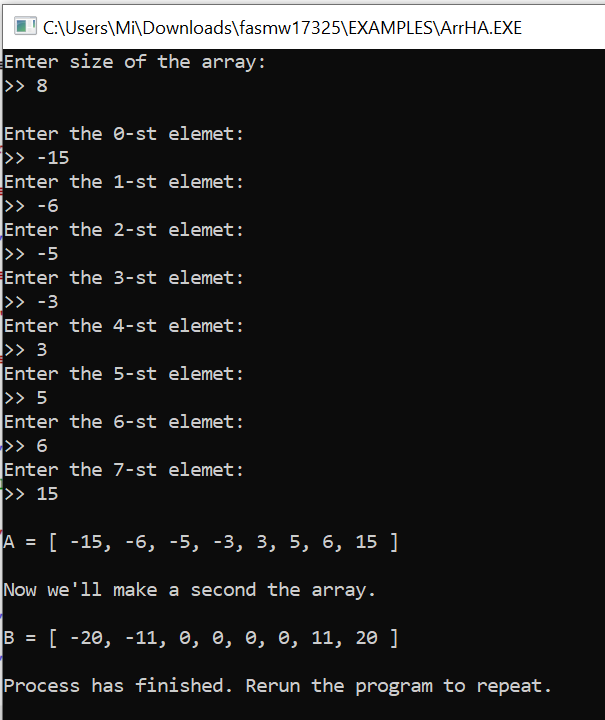 C:\Users\Mi\Downloads\fasmw17325\EXAMPLES\ArrHA.EXE
Enter size of the array:
>> 8
Enter the 0-st elemet:
>> -15
Enter the 1-st elemet:
>> -6
Enter the 2-st elemet:
>> -5
Enter the 3-st elemet:
>> -3
Enter the 4-st elemet:
>> 3
Enter the 5-st elemet:
>> 5
Enter the 6-st elemet:
>> 6
Enter the 7-st elemet:
>> 15
A = [ -15, -6, -5, -3, 3, 5, 6, 15 ]
Now we'll make a second the array.
B = [ -20, -11, 0, 0, 0, 0, 11, 20 ]
Process has finished. Rerun the program to repeat.